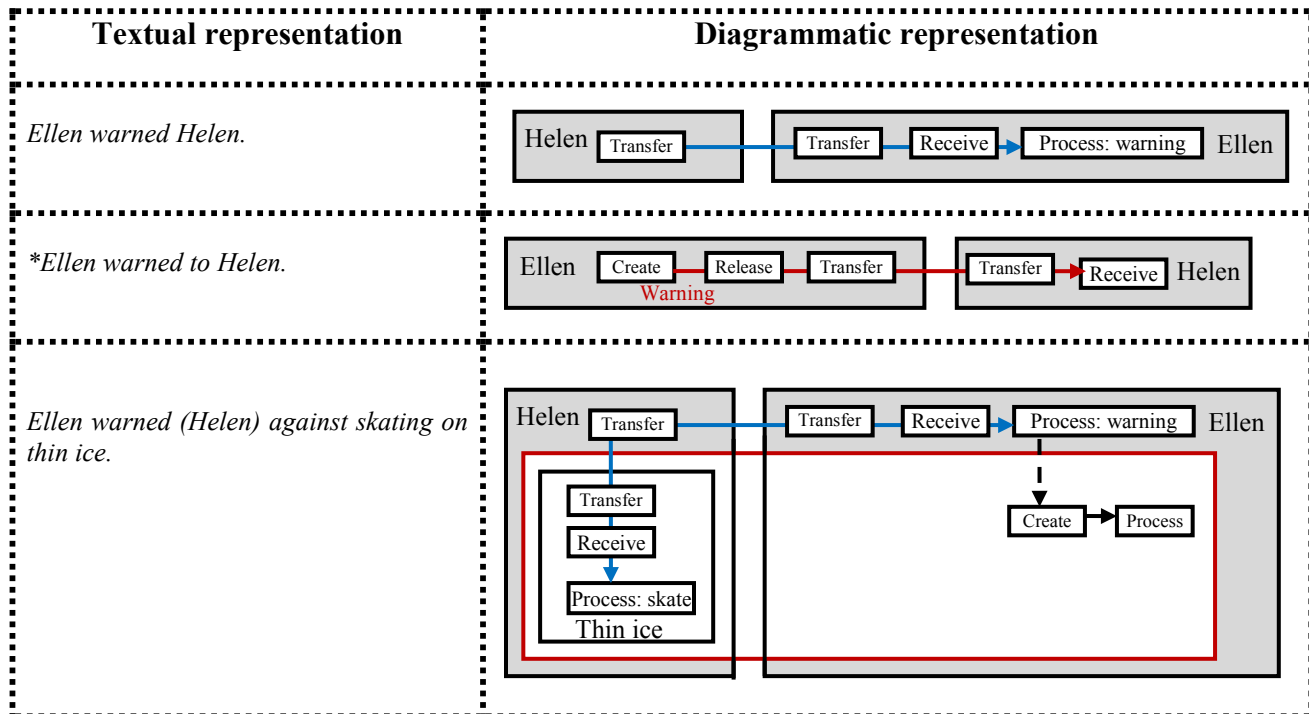 Textual representation
Diagrammatic representation
Ellen warned Helen.
Helen
Transfer
Transfer
Receive
Process: warning
Ellen
*Ellen warned to Helen.
Ellen
Create
Release
Transfer
Warning
Transfer
Receive
Helen
Ellen warned (Helen) against skating on
thin ice.
Helen
Transfer
Transfer
Receive
Process: warning
Ellen
Transfer
Receive
Process: skate
Thin ice
Create
Process